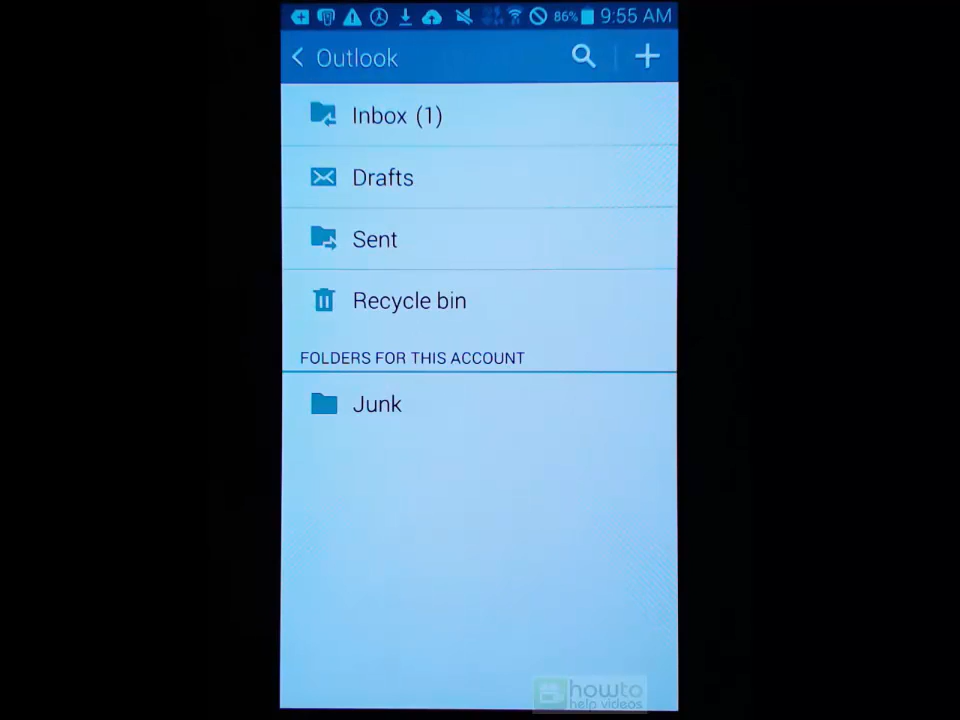 86% 9:55 AM
Outlook
Inbox (1)
Drafts
Sent
Recycle bin
FOLDERS FOR THIS ACCOUNT
Junk
howto
help videos